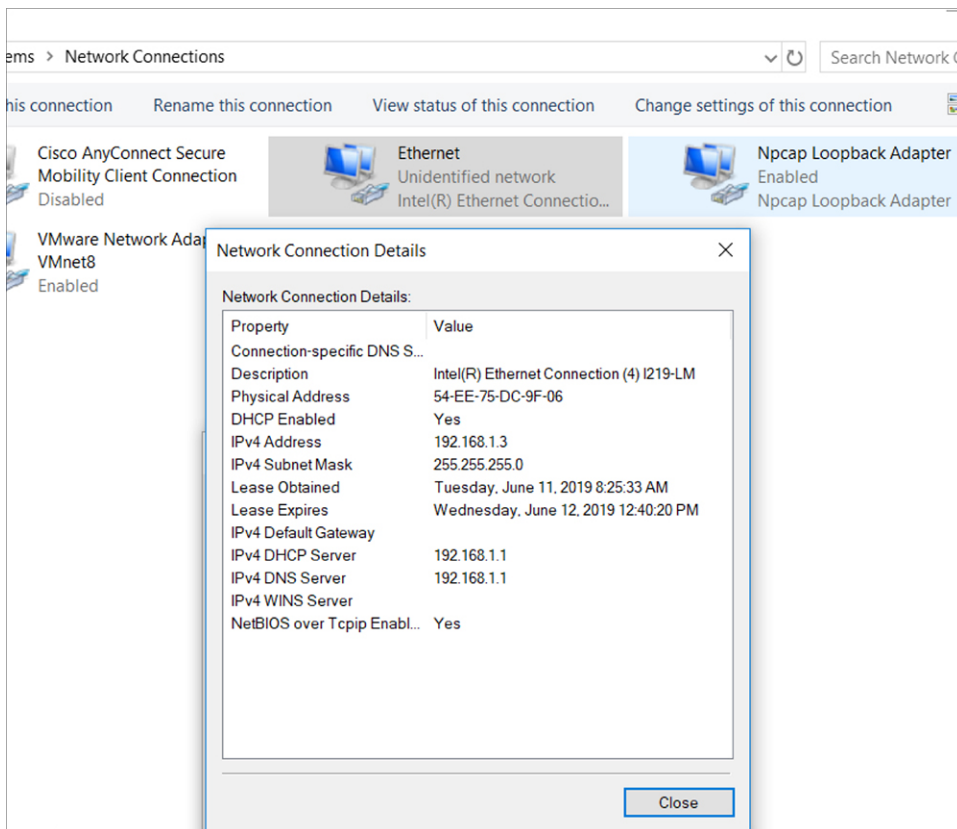 ems > Network Connections
Search Network
his connection Rename this connection View status of this connection Change settings of this connection
Cisco AnyConnect Secure
Mobility Client Connection
Disabled
Ethernet
Unidentified network
Intel(R) Ethernet Connectio...
Npcap Loopback Adapter
Enabled
Npcap Loopback Adapter
VMware Network Adap
VMnet8
Enabled
Network Connection Details
Network Connection Details:
Property Value
Connection-specific DNS S...
Description Intel(R) Ethernet Connection (4) I219-LM
Physical Address 54-EE-75-DC-9F-06
DHCP Enabled Yes
IPv4 Address 192.168.1.3
IPv4 Subnet Mask 255.255.255.0
Lease Obtained Tuesday, June 11, 2019 8:25:33 AM
Lease Expires Wednesday, June 12, 2019 12:40:20 PM
IPv4 Default Gateway
IPv4 DHCP Server 192.168.1.1
IPv4 DNS Server 192.168.1.1
IPv4 WINS Server
NetBIOS over Tcpip Enabl... Yes
Close